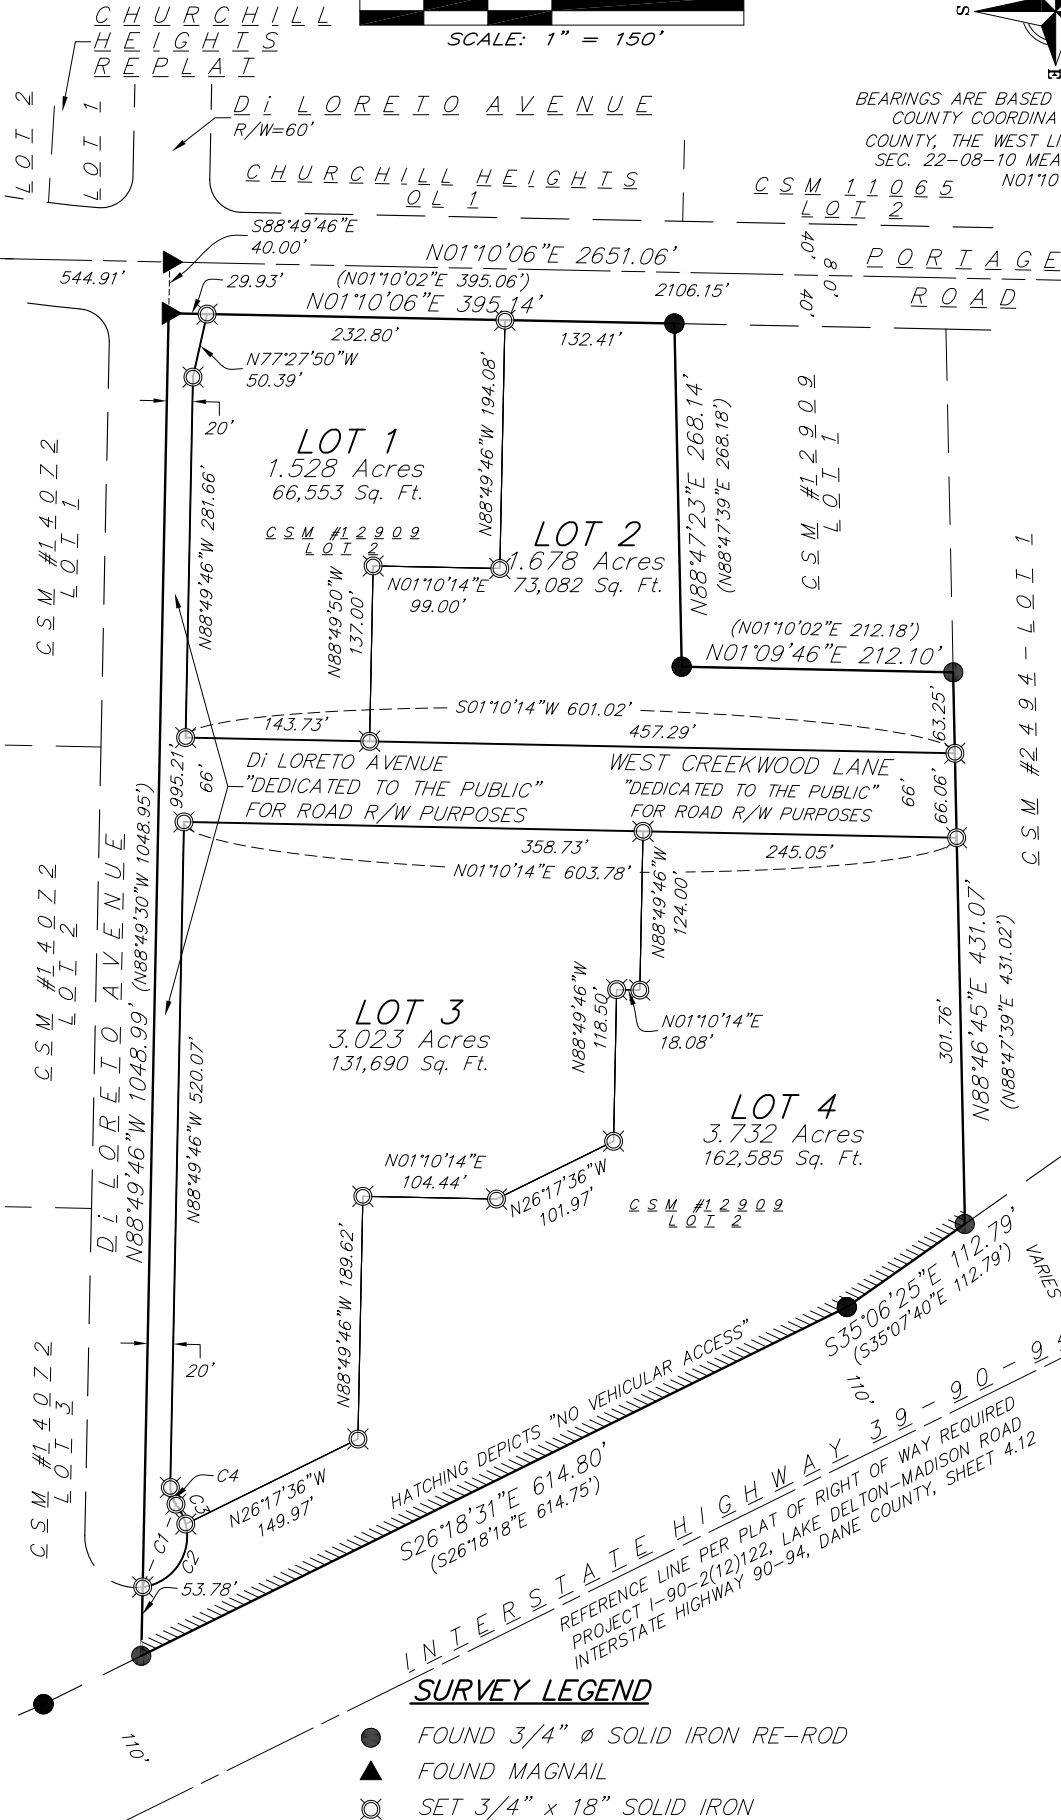 CHURCHILL
HEIGHTS
REPLAT
SCALE: 1" = 150'
S
E
LOT 2
LOT 1
Di LORETO AVENUE
R/W=60'
BEARINGS ARE BASED
COUNTY COORDINA
COUNTY, THE WEST LI
SEC. 22-08-10 MEA
N01°10
CHURCHILL HEIGHTS
OL 1
CSM 11065
LOT 2
S88°49'46"E
40.00'
N01°10'06"E 2651.06'
544.91'
29.93'
(N01°10'02"E 395.06')
N01°10'06"E 395.14'
2106.15'
40'
80'
40'
PORTAGE
ROAD
232.80'
132.41'
N77°27'50"W
50.39'
20'
N88°49'46"W 194.08'
N88°47'23"E 268.14'
(N88°47'39"E 268.18')
CSM #12909
LOT 1
LOT 1
1.528 Acres
66,553 Sq. Ft.
CSM #12909
LOT 2
CSM #14072
LOT 1
N88°49'46"W 281.66'
LOT 2
1.678 Acres
73,082 Sq. Ft.
N01°10'14"E
99.00'
N88°49'50"W
137.00'
CSM #2494-LOT 1
(N01°10'02"E 212.18')
N01°09'46"E 212.10'
S01°10'14"W 601.02'
143.73'
457.29'
63.25'
995.21'
66'
Di LORETO AVENUE
"DEDICATED TO THE PUBLIC"
FOR ROAD R/W PURPOSES
WEST CREEKWOOD LANE
"DEDICATED TO THE PUBLIC"
FOR ROAD R/W PURPOSES
66'
66.06'
358.73'
245.05'
N01°10'14"E 603.78'
N88°49'46"W
124.00'
CSM #14072
LOT 2
Di LORETO AVENUE
N88°49'46"W 1048.99' (N88°49'30"W 1048.95')
N88°46'45"E 431.07'
(N88°47'39"E 431.02')
301.76'
LOT 3
3.023 Acres
131,690 Sq. Ft.
N88°49'46"W
118.50'
N01°10'14"E
18.08'
N88°49'46"W 520.07'
LOT 4
3.732 Acres
162,585 Sq. Ft.
CSM #12909
LOT 2
N01°10'14"E
104.44'
N26°17'36"W
101.97'
N88°49'46"W 189.62'
S35°06'25"E 112.79'
(S35°07'40"E 112.79')
VARIES
110'
20'
CSM #14072
LOT 3
HATCHING DEPICTS "NO VEHICULAR ACCESS"
S26°18'31"E 614.80'
(S26°18'18"E 614.75')
C4
C3
C1
C2
N26°17'36"W
149.97'
53.78'
INTERSTATE HIGHWAY 39-90-94
REFERENCE LINE PER PLAT OF RIGHT OF WAY REQUIRED
PROJECT I-90-2(12)122, LAKE DELTON-MADISON ROAD
INTERSTATE HIGHWAY 90-94, DANE COUNTY, SHEET 4.12
110'
SURVEY LEGEND
FOUND 3/4" ø SOLID IRON RE-ROD
FOUND MAGNAIL
SET 3/4" x 18" SOLID IRON